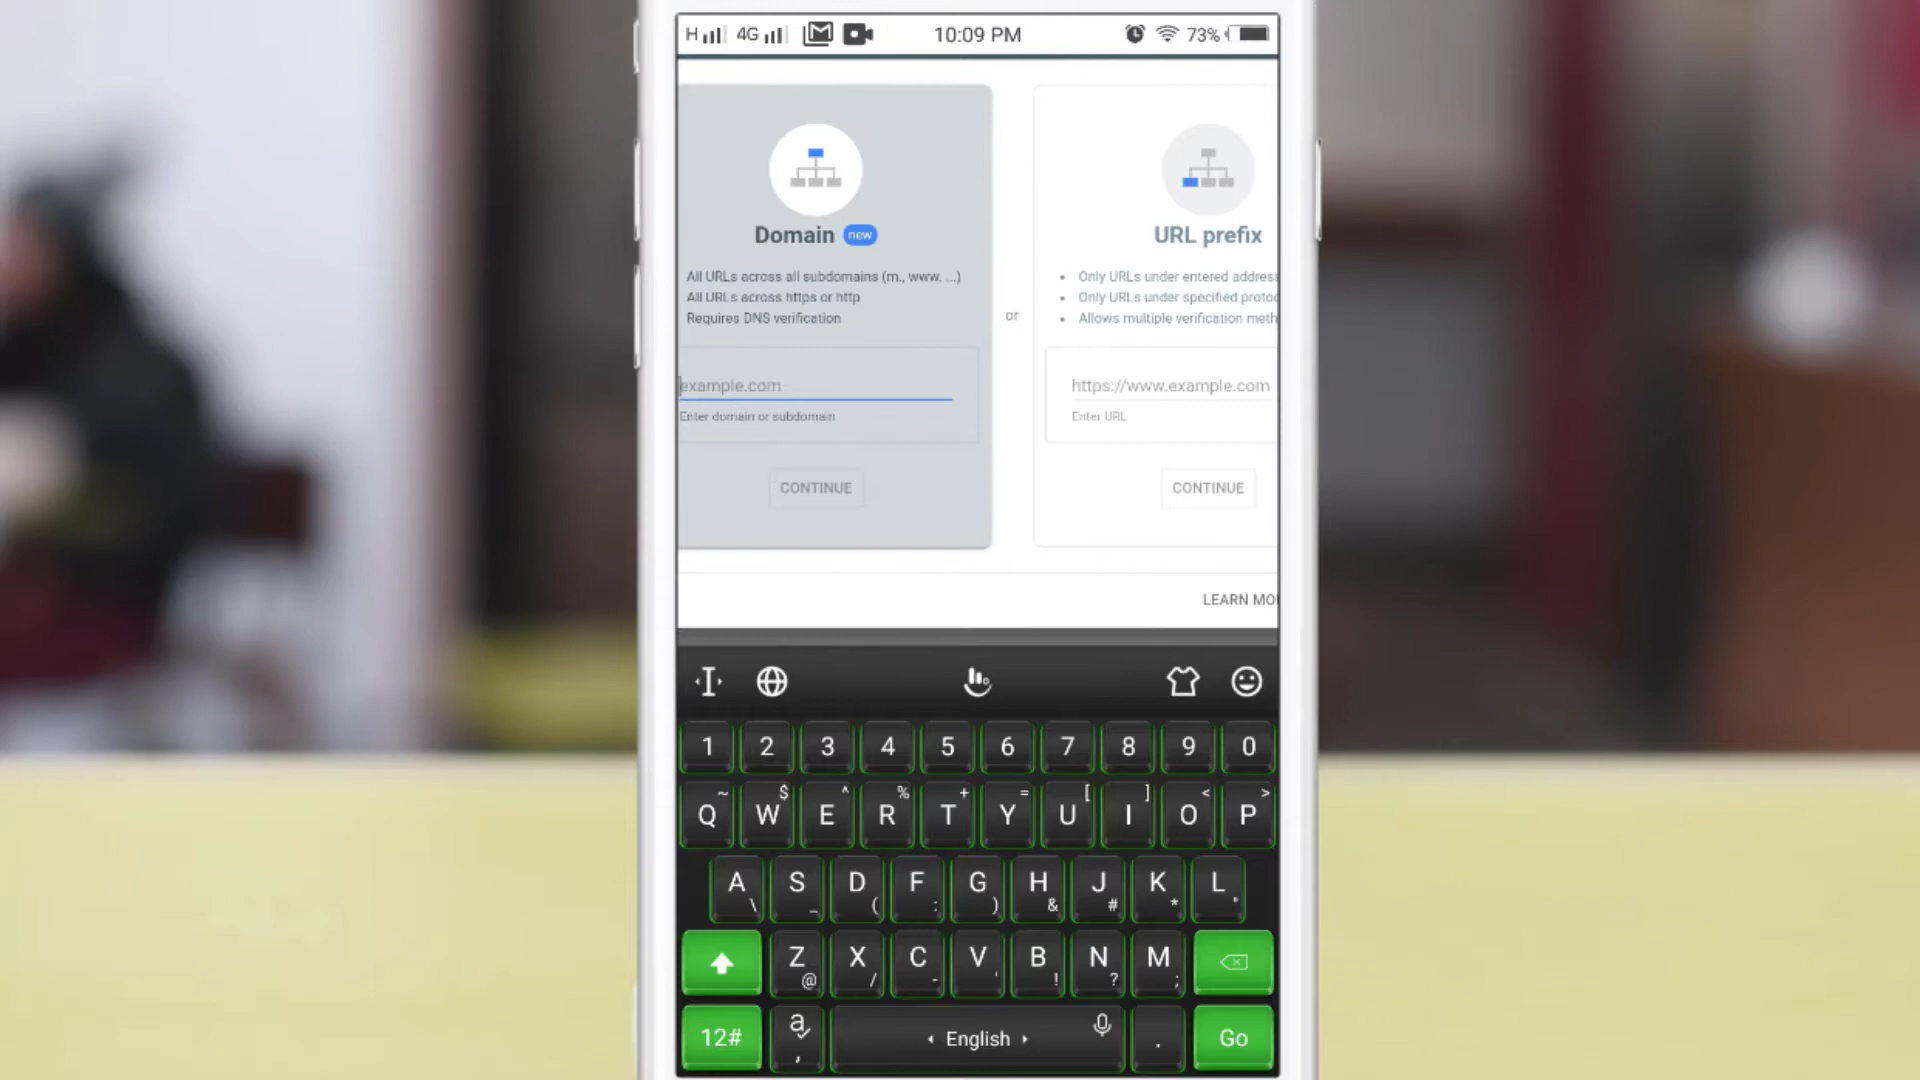 H 4G 10:09 PM 73%
Domain new
All URLs across all subdomains (m., www. ...)
All URLs across https or http
Requires DNS verification
example.com
Enter domain or subdomain
CONTINUE
or
URL prefix
• Only URLs under entered address
• Only URLs under specified protoc
• Allows multiple verification meth
https://www.example.com
Enter URL
CONTINUE
LEARN MO
1 2 3 4 5 6 7 8 9 0
~ $ ^ % + = [ ] < >
Q W E R T Y U I O P
A S D F G H J K L
\ _ ( : ) & # * "
Z X C V B N M
@ / - ' ! ? ;
12# a , English . Go